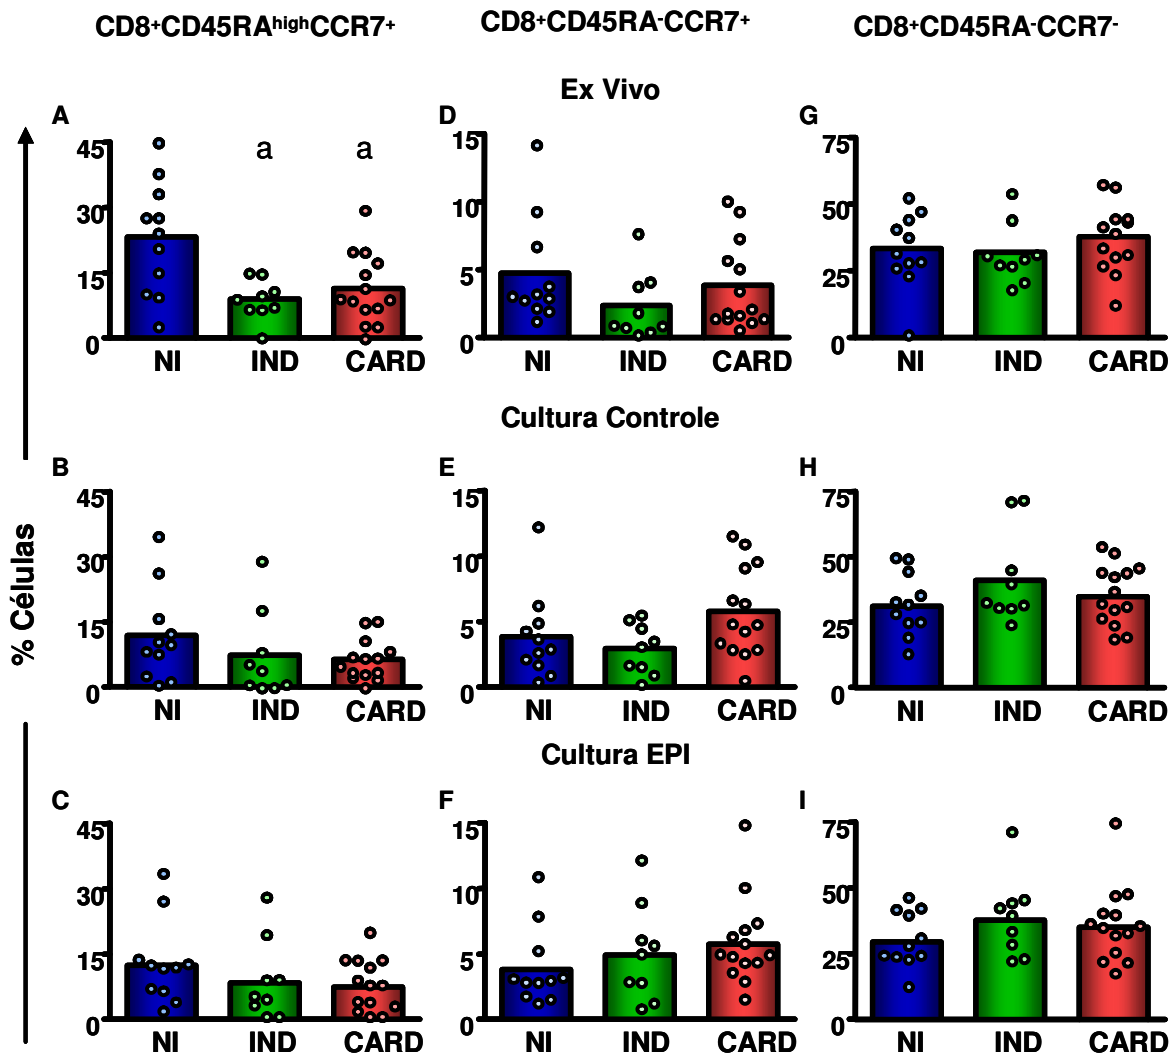 CD8⁺CD45RAʰⁱᵍʰCCR7⁺ CD8⁺CD45RA⁻CCR7⁺ CD8⁺CD45RA⁻CCR7⁻
Ex Vivo
A D G
a a
45 15 75
30 10 50
15 5 25
0 0 0
NI IND CARD NI IND CARD NI IND CARD
Cultura Controle
B E H
45 15 75
30 10 50
15 5 25
0 0 0
NI IND CARD NI IND CARD NI IND CARD
% Células
Cultura EPI
C F I
45 15 75
30 10 50
15 5 25
0 0 0
NI IND CARD NI IND CARD NI IND CARD